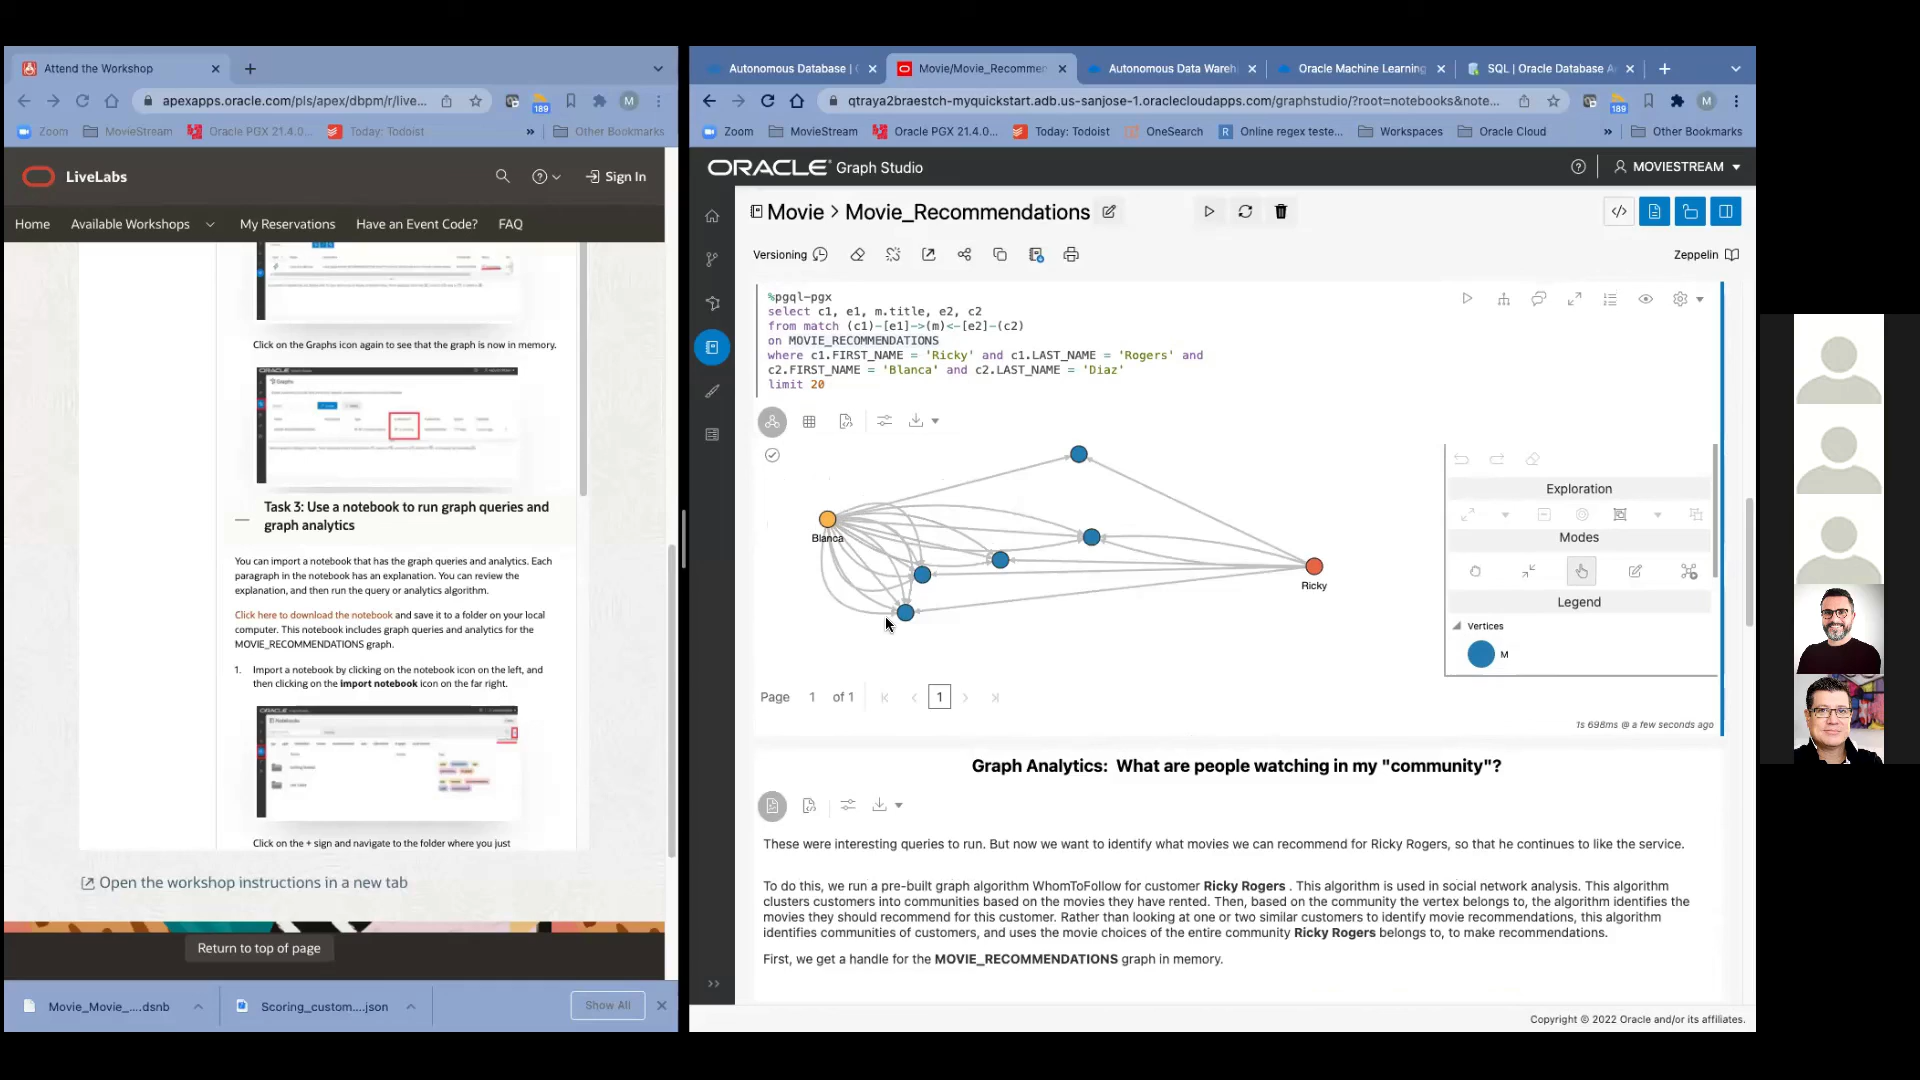 Attend the Workshop
apexapps.oracle.com/pls/apex/dbpm/r/live...
189
M
Zoom
MovieStream
Oracle PGX 21.4.0...
Today: Todoist
»
Other Bookmarks
LiveLabs
Sign In
Home
Available Workshops
My Reservations
Have an Event Code?
FAQ
Click on the Graphs icon again to see that the graph is now in memory.
Task 3: Use a notebook to run graph queries and
graph analytics
You can import a notebook that has the graph queries and analytics. Each
paragraph in the notebook has an explanation. You can review the
explanation, and then run the query or analytics algorithm.
Click here to download the notebook and save it to a folder on your local
computer. This notebook includes graph queries and analytics for the
MOVIE_RECOMMENDATIONS graph.
1. Import a notebook by clicking on the notebook icon on the left, and
then clicking on the import notebook icon on the far right.
Click on the + sign and navigate to the folder where you just
Open the workshop instructions in a new tab
Return to top of page
Movie_Movie_....dsnb
Scoring_custom....json
Show All
Autonomous Database | (
Movie/Movie_Recommen
Autonomous Data Wareh
Oracle Machine Learning
SQL | Oracle Database A
qtraya2braestch-myquickstart.adb.us-sanjose-1.oraclecloudapps.com/graphstudio/?root=notebooks&note...
189
M
Zoom
MovieStream
Oracle PGX 21.4.0...
Today: Todoist
OneSearch
Online regex teste...
Workspaces
Oracle Cloud
»
Other Bookmarks
ORACLE® Graph Studio
MOVIESTREAM
Movie > Movie_Recommendations
Versioning
Zeppelin
%pgql-pgx
select c1, e1, m.title, e2, c2
from match (c1)-[e1]->(m)<-[e2]-(c2)
on MOVIE_RECOMMENDATIONS
where c1.FIRST_NAME = 'Ricky' and c1.LAST_NAME = 'Rogers' and
c2.FIRST_NAME = 'Blanca' and c2.LAST_NAME = 'Diaz'
limit 20
Blanca
Ricky
Exploration
Modes
Legend
Vertices
M
Page 1 of 1
1
1s 698ms @ a few seconds ago
Graph Analytics: What are people watching in my "community"?
These were interesting queries to run. But now we want to identify what movies we can recommend for Ricky Rogers, so that he continues to like the service.
To do this, we run a pre-built graph algorithm WhomToFollow for customer Ricky Rogers . This algorithm is used in social network analysis. This algorithm
clusters customers into communities based on the movies they have rented. Then, based on the community the vertex belongs to, the algorithm identifies the
movies they should recommend for this customer. Rather than looking at one or two similar customers to identify movie recommendations, this algorithm
identifies communities of customers, and uses the movie choices of the entire community Ricky Rogers belongs to, to make recommendations.
First, we get a handle for the MOVIE_RECOMMENDATIONS graph in memory.
Copyright © 2022 Oracle and/or its affiliates.